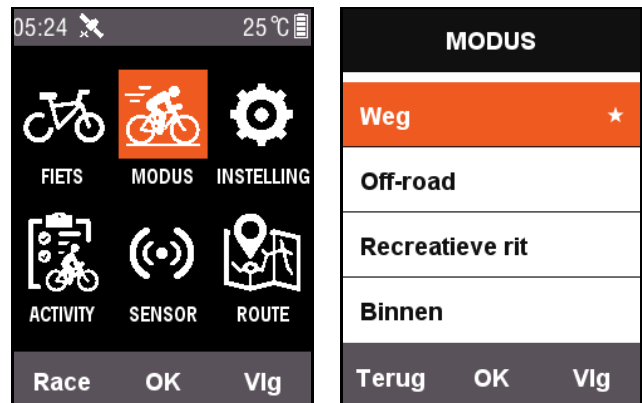 05:24 25℃
FIETS MODUS INSTELLING
ACTIVITY SENSOR ROUTE
Race OK Vlg
MODUS
Weg ★
Off-road
Recreatieve rit
Binnen
Terug OK Vlg